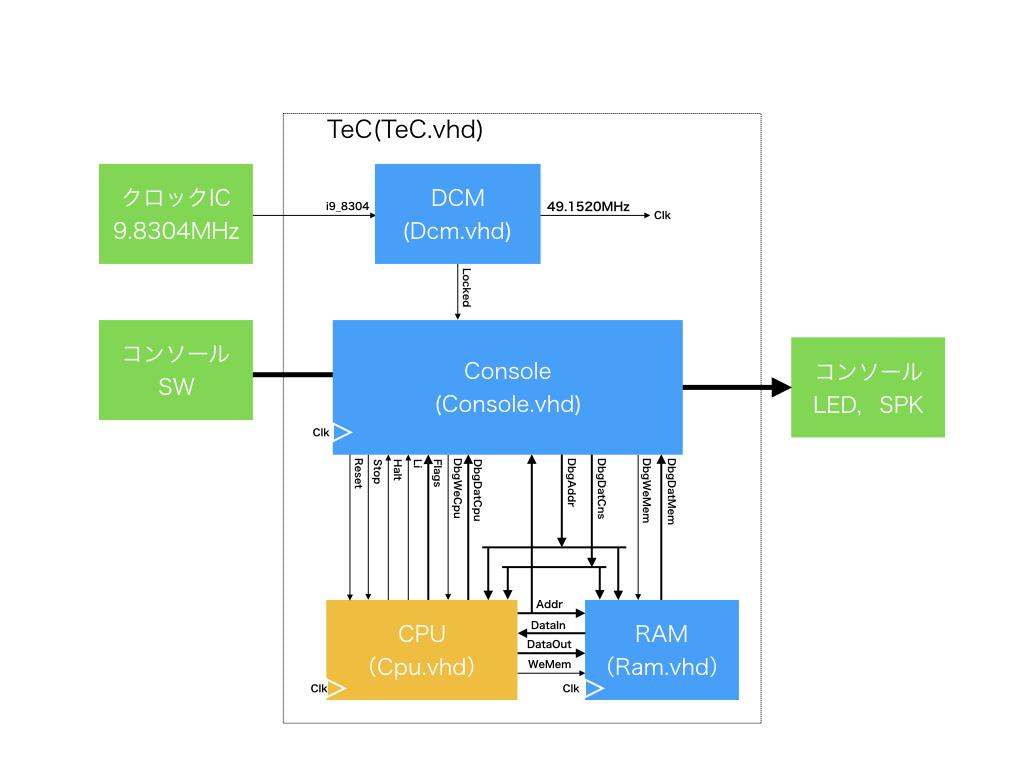 TeC(TeC.vhd)
クロックIC
9.8304MHz
i9_8304
DCM
(Dcm.vhd)
49.1520MHz
Clk
Locked
コンソール
SW
Console
(Console.vhd)
Clk
コンソール
LED, SPK
Reset
Stop
Halt
Li
Flags
DbgWeCpu
DbgDatCpu
DbgAddr
DbgDatCns
DbgWeMem
DbgDatMem
CPU
(Cpu.vhd)
Clk
Addr
DataIn
DataOut
WeMem
Clk
RAM
(Ram.vhd)